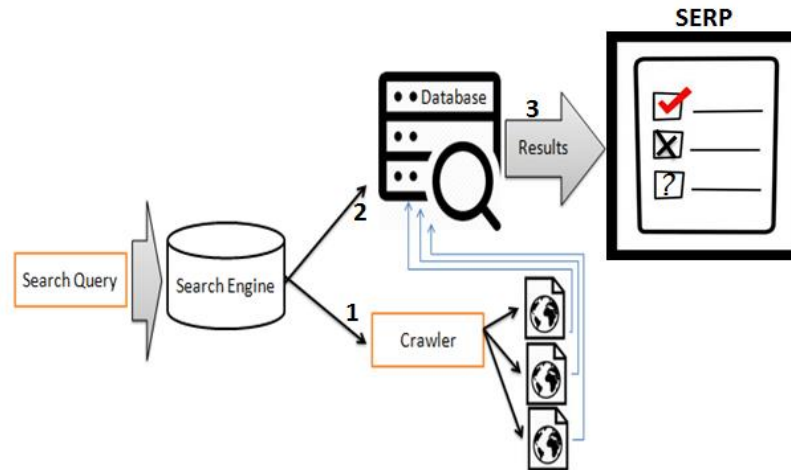 SERP
Database
3
Results
?
2
Search Query
Search Engine
1
Crawler